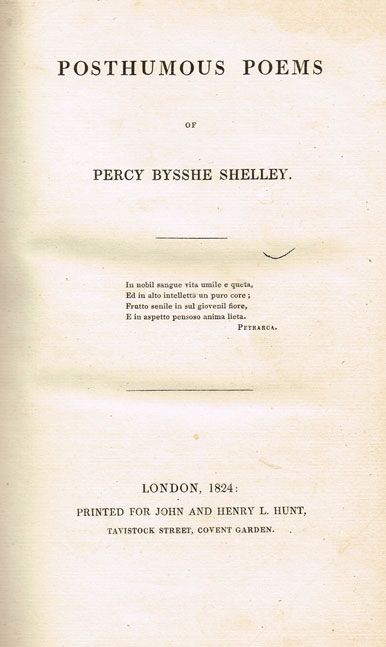 POSTHUMOUS POEMS
OF
PERCY BYSSHE SHELLEY.
In nobil sangue vita umile e queta,
Ed in alto intelletto un puro core;
Frutto senile in sul giovenil fiore,
E in aspetto pensoso anima lieta.
PETRARCA.
LONDON, 1824:
PRINTED FOR JOHN AND HENRY L. HUNT,
TAVISTOCK STREET, COVENT GARDEN.